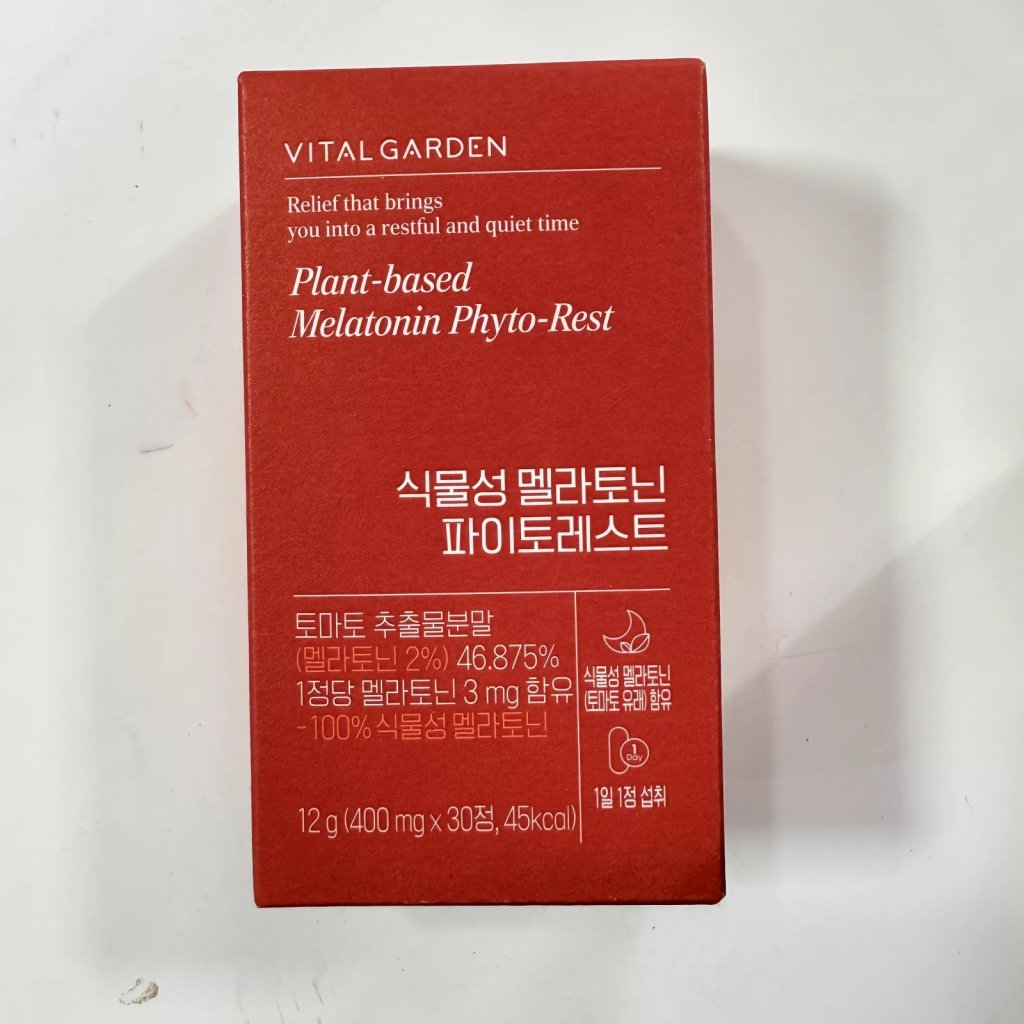 VITAL GARDEN
Relief that brings
you into a restful and quiet time
Plant-based
Melatonin Phyto-Rest
식물성 멜라토닌
파이토레스트
토마토 추출물분말
(멜라토닌 2%) 46.875%
1정당 멜라토닌 3 mg 함유
-100% 식물성 멜라토닌
12 g (400 mg x 30정, 45kcal)
식물성 멜라토닌
(토마토 유래) 함유
1
Day
1일 1정 섭취